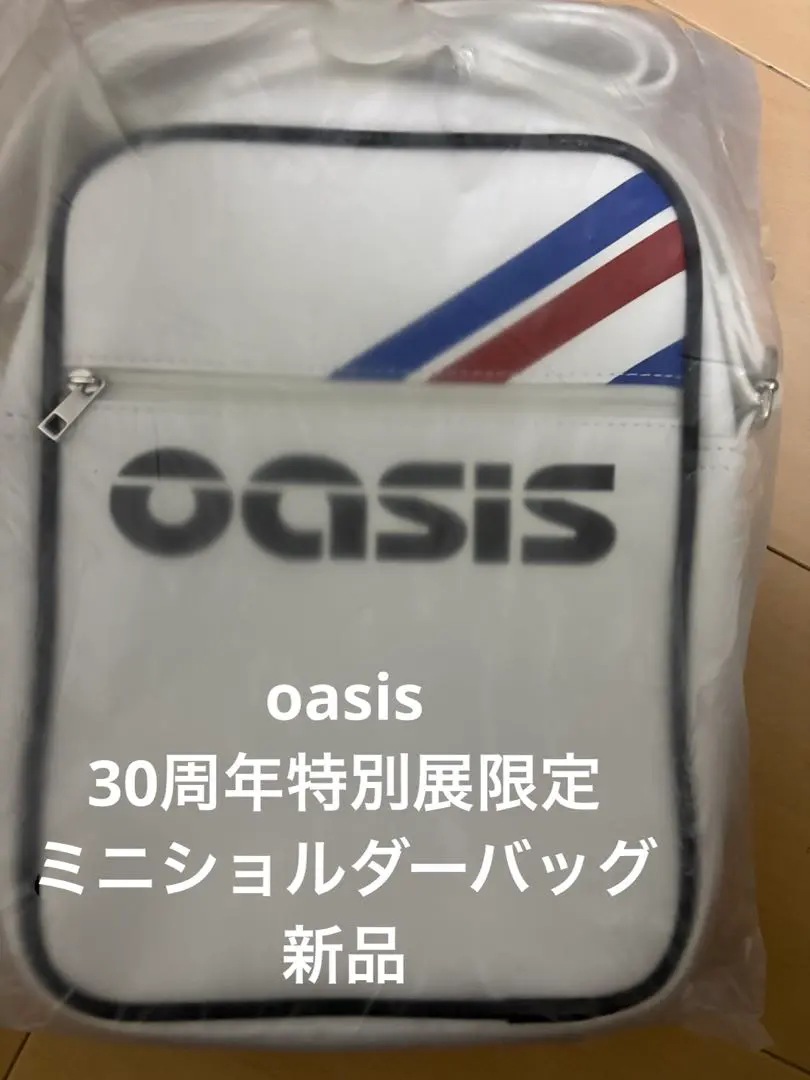 oasis
oasis
30周年特別展限定
ミニショルダーバッグ
新品